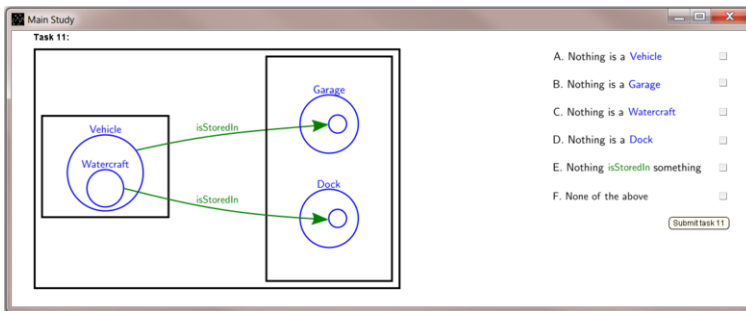 Main Study
Task 11:
Vehicle
Watercraft
isStoredIn
Garage
isStoredIn
Dock
A. Nothing is a Vehicle
B. Nothing is a Garage
C. Nothing is a Watercraft
D. Nothing is a Dock
E. Nothing isStoredIn something
F. None of the above
Submit task 11